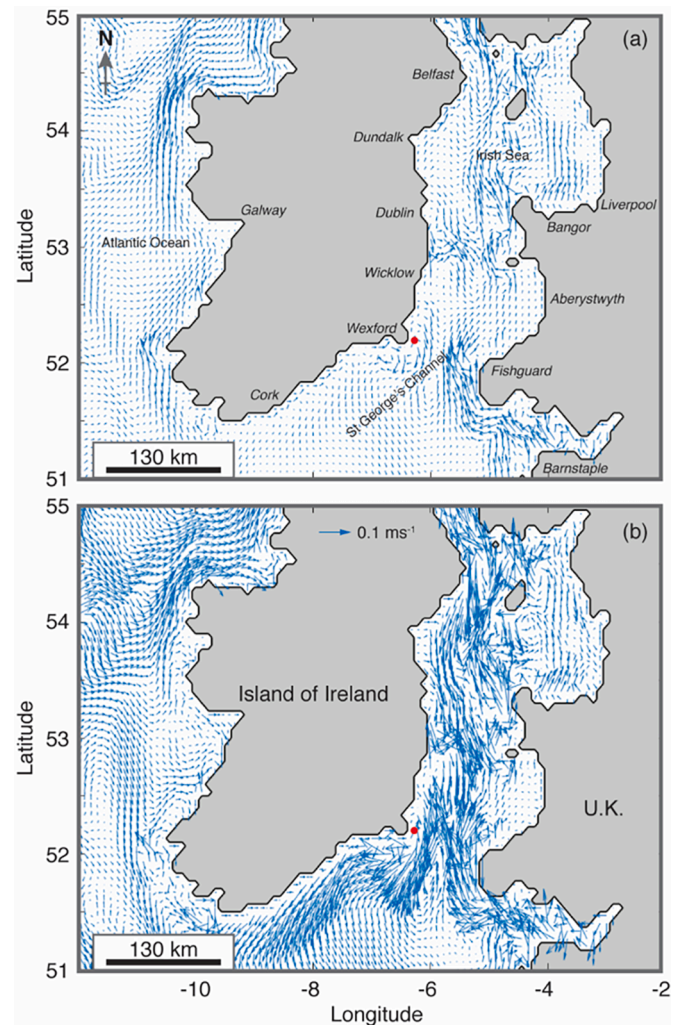 55
(a)
N
Belfast
54
Dundalk
Irish Sea
Galway
Dublin
Liverpool
Bangor
Latitude
53
Atlantic Ocean
Wicklow
Aberystwyth
Wexford
52
St George's Channel
Fishguard
Cork
130 km
Barnstaple
51
55
0.1 ms⁻¹
(b)
54
Island of Ireland
Latitude
53
U.K.
52
130 km
51
-10
-8
-6
-4
-2
Longitude